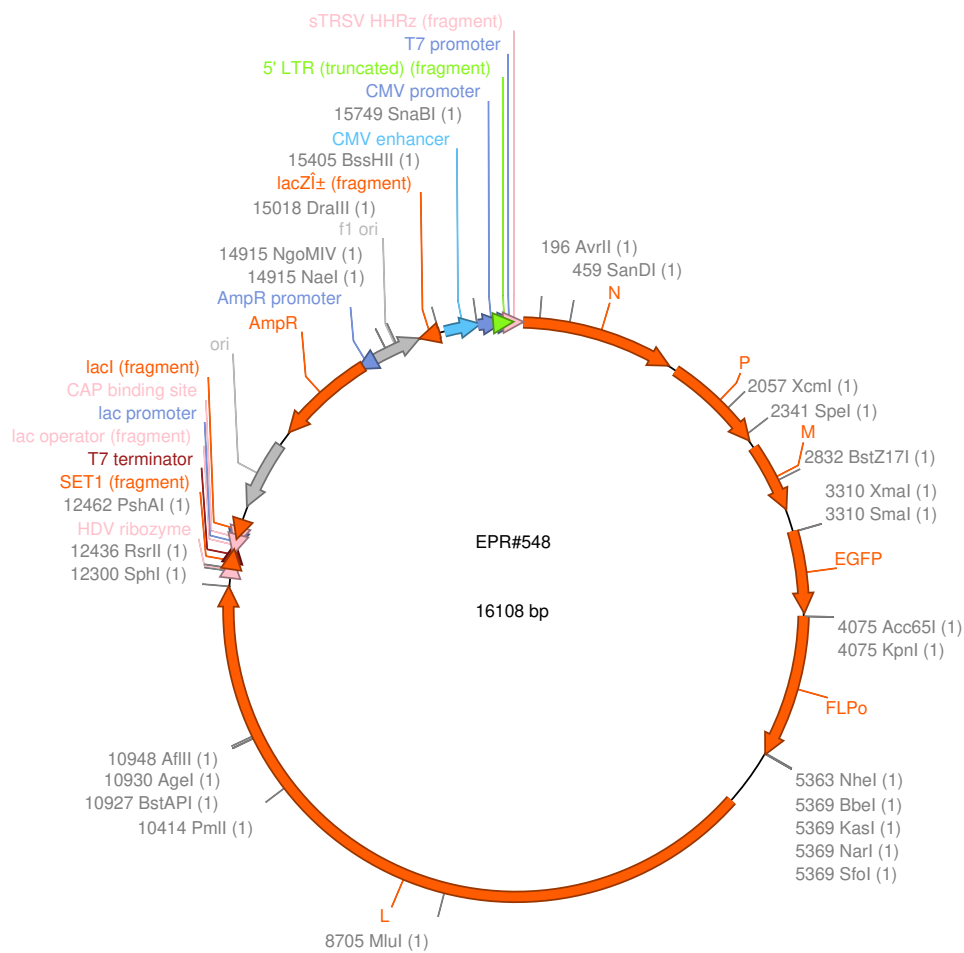 sTRSV HHRz (fragment)
T7 promoter
5' LTR (truncated) (fragment)
CMV promoter
15749 SnaBI (1)
CMV enhancer
15405 BssHII (1)
lacZÎ± (fragment)
15018 DraIII (1)
f1 ori
14915 NgoMIV (1)
14915 NaeI (1)
AmpR promoter
AmpR
ori
lacI (fragment)
CAP binding site
lac promoter
lac operator (fragment)
T7 terminator
SET1 (fragment)
12462 PshAI (1)
HDV ribozyme
12436 RsrII (1)
12300 SphI (1)
196 AvrII (1)
459 SanDI (1)
N
P
2057 XcmI (1)
2341 SpeI (1)
M
2832 BstZ17I (1)
3310 XmaI (1)
3310 SmaI (1)
EGFP
4075 Acc65I (1)
4075 KpnI (1)
FLPo
5363 NheI (1)
5369 BbeI (1)
5369 KasI (1)
5369 NarI (1)
5369 SfoI (1)
EPR#548
16108 bp
10948 AflII (1)
10930 AgeI (1)
10927 BstAPI (1)
10414 PmlI (1)
L
8705 MluI (1)